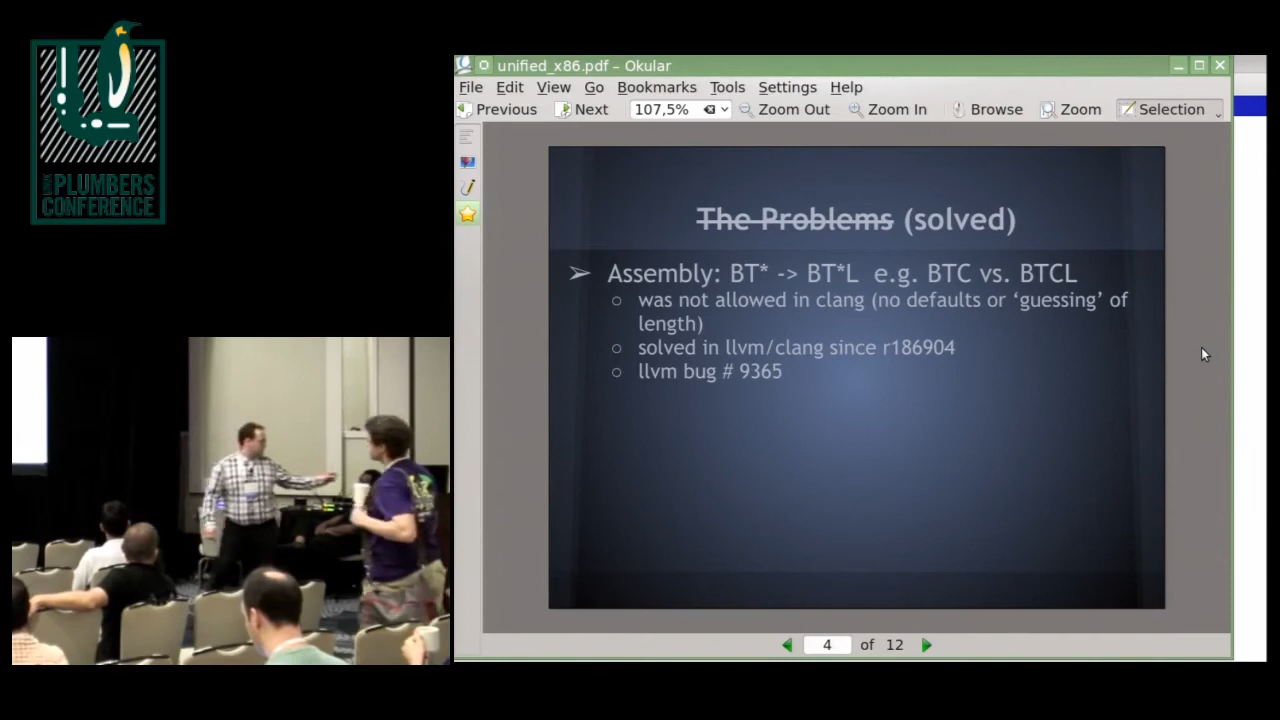 LINUX PLUMBERS
CONFERENCE
unified_x86.pdf – Okular
File Edit View Go Bookmarks Tools Settings Help
Previous Next 107,5% Zoom Out Zoom In Browse Zoom Selection
The Problems (solved)
➢ Assembly: BT* -> BT*L e.g. BTC vs. BTCL
○ was not allowed in clang (no defaults or ‘guessing’ of
length)
○ solved in llvm/clang since r186904
○ llvm bug # 9365
4 of 12